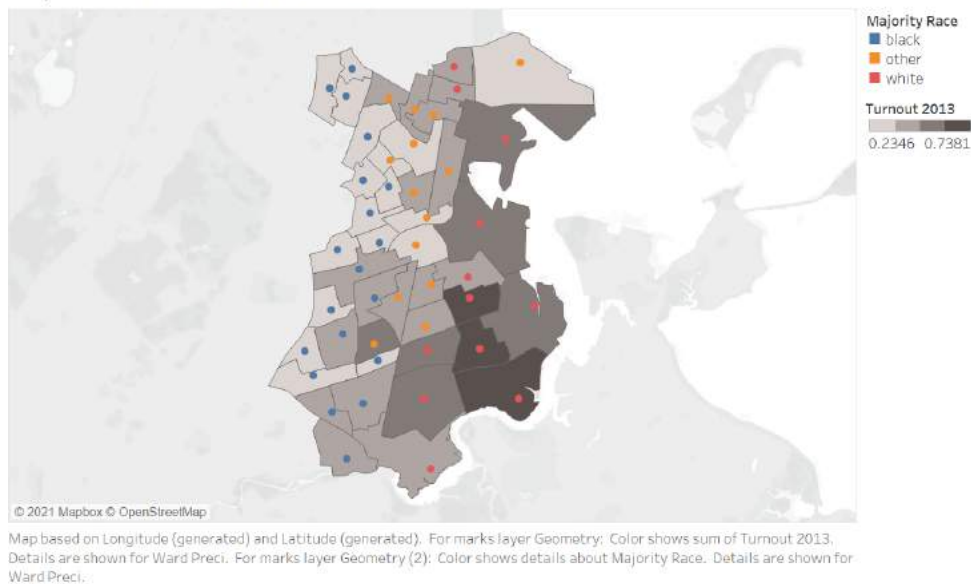 Majority Race
black
other
white
Turnout 2013
0.2346 0.7381
© 2021 Mapbox © OpenStreetMap
Map based on Longitude (generated) and Latitude (generated). For marks layer Geometry: Color shows sum of Turnout 2013.
Details are shown for Ward Preci. For marks layer Geometry (2): Color shows details about Majority Race. Details are shown for
Ward Preci.